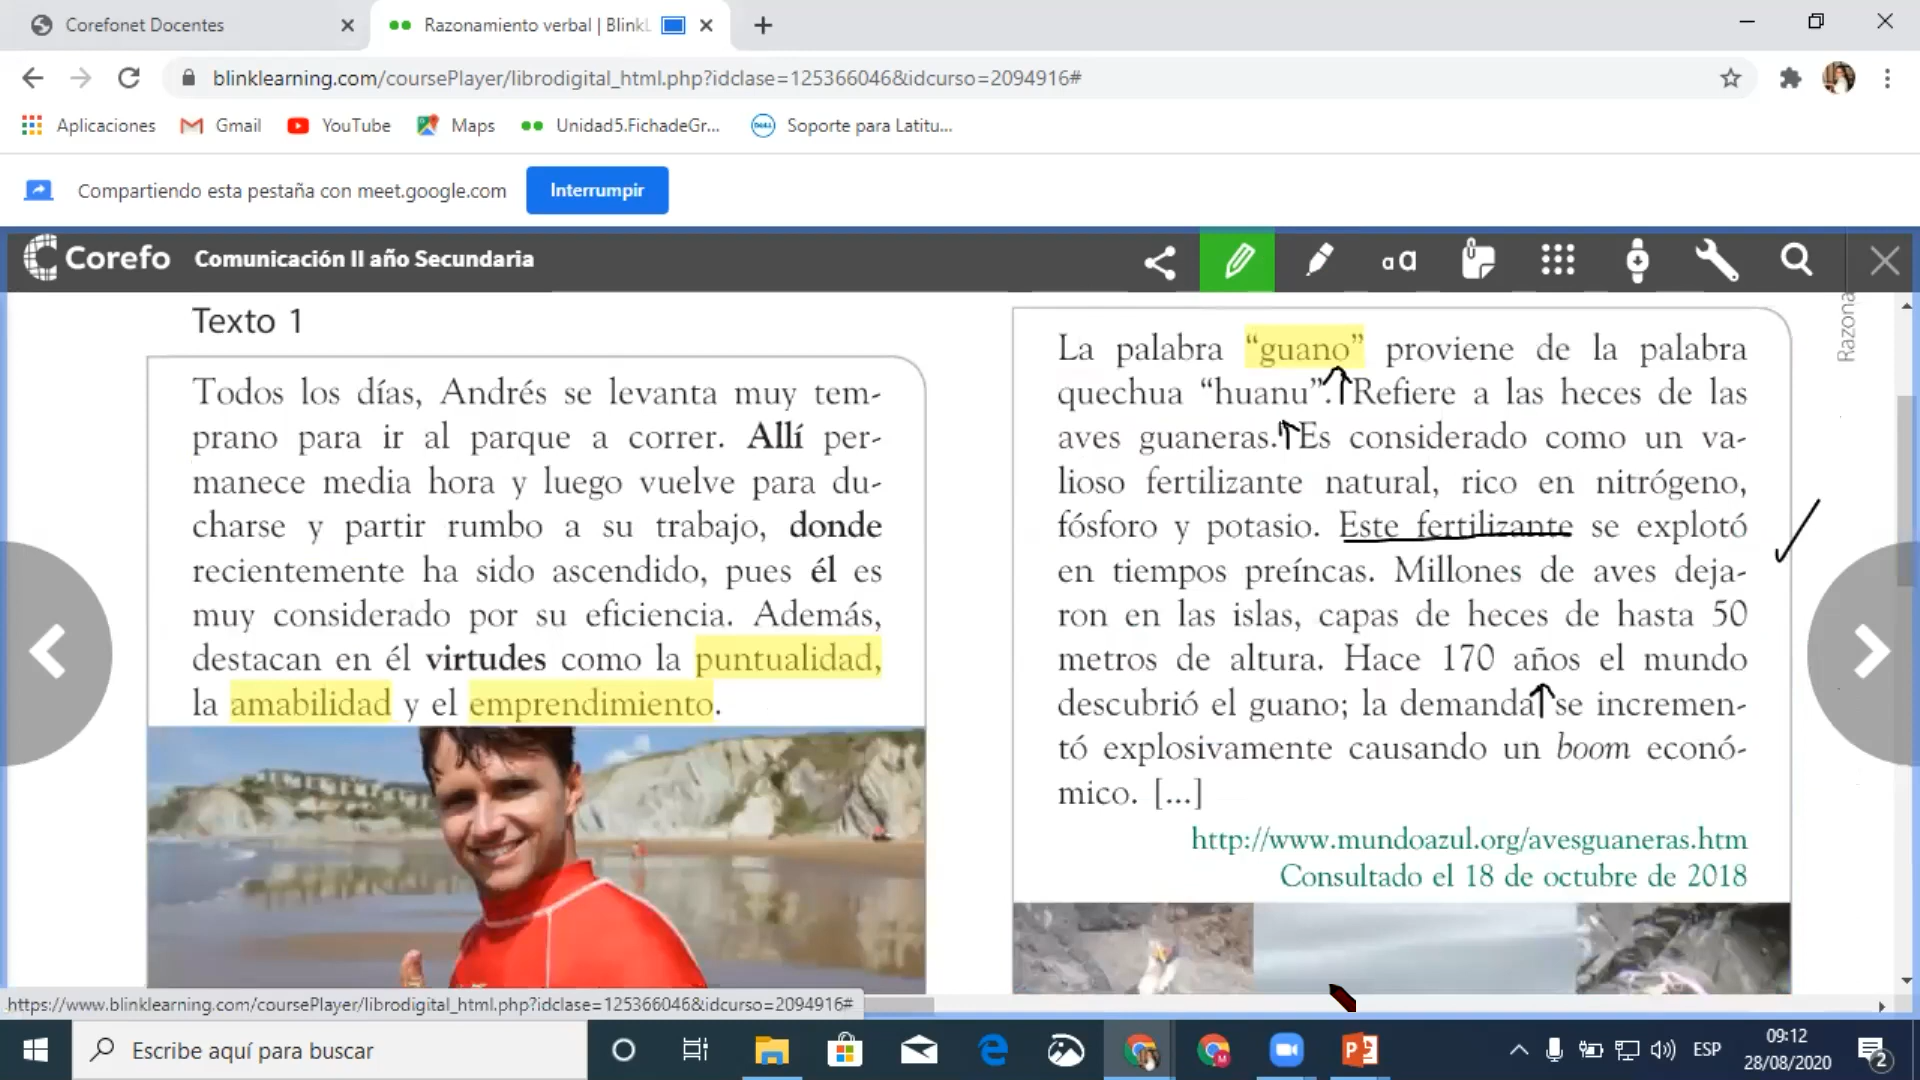 Corefonet Docentes
Razonamiento verbal | BlinkL
blinklearning.com/coursePlayer/librodigital_html.php?idclase=125366046&idcurso=2094916#
Aplicaciones
Gmail
YouTube
Maps
Unidad5.FichadeGr...
DELL
Soporte para Latitu...
Compartiendo esta pestaña con meet.google.com
Interrumpir
Corefo
Comunicación II año Secundaria
aa
Texto 1
Todos los días, Andrés se levanta muy tem-
prano para ir al parque a correr. Allí per-
manece media hora y luego vuelve para du-
charse y partir rumbo a su trabajo, donde
recientemente ha sido ascendido, pues él es
muy considerado por su eficiencia. Además,
destacan en él virtudes como la puntualidad,
la amabilidad y el emprendimiento.
La palabra “guano” proviene de la palabra
quechua “huanu”. Refiere a las heces de las
aves guaneras. Es considerado como un va-
lioso fertilizante natural, rico en nitrógeno,
fósforo y potasio. Este fertilizante se explotó
en tiempos preíncas. Millones de aves deja-
ron en las islas, capas de heces de hasta 50
metros de altura. Hace 170 años el mundo
descubrió el guano; la demanda se incremen-
tó explosivamente causando un boom econó-
mico. [...]
http://www.mundoazul.org/avesguaneras.htm
Consultado el 18 de octubre de 2018
Razona
https://www.blinklearning.com/coursePlayer/librodigital_html.php?idclase=125366046&idcurso=2094916#
Escribe aquí para buscar
ESP
09:12
28/08/2020
2